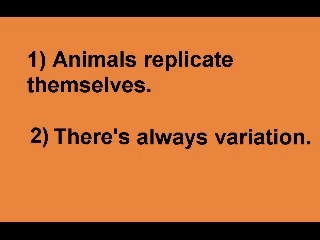 1) Animals replicate
themselves.
2) There's always variation.